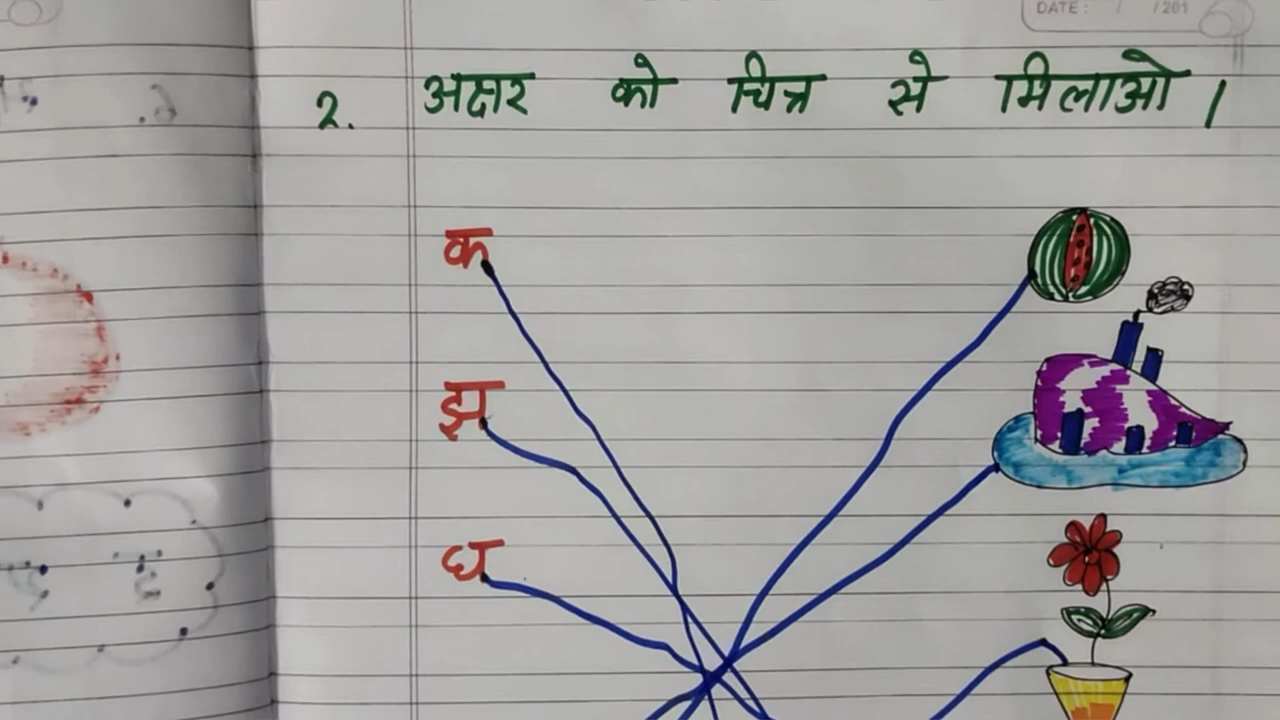 DATE: / /201
2. अक्षर को चित्र से मिलाओ ।
क
झ
घ